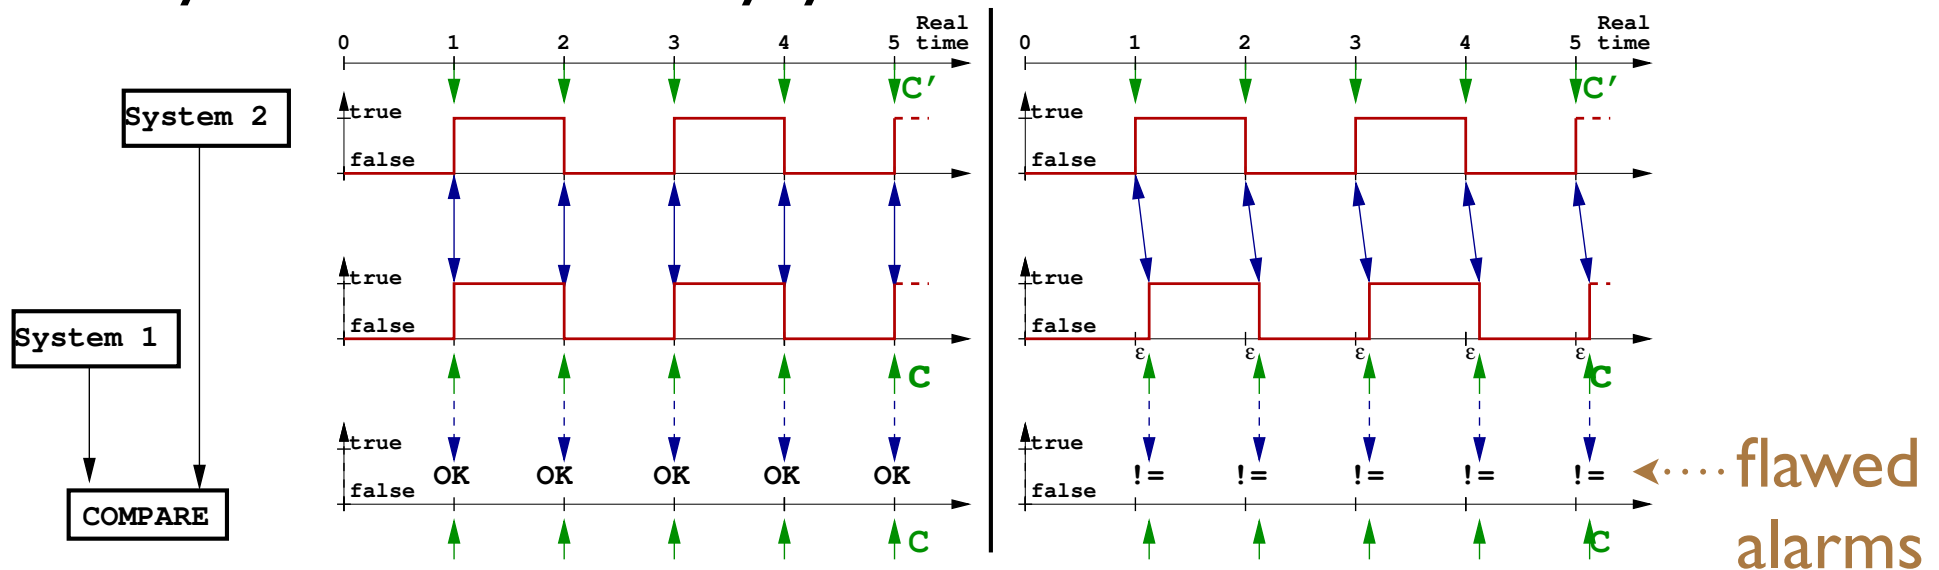 System 2
System 1
COMPARE
Real
0 1 2 3 4 5 time
C'
true
false
true
false
C
true
OK OK OK OK OK
false
C
Real
0 1 2 3 4 5 time
C'
true
false
true
false
ε ε ε ε ε
C
true
!= != != != !=
false
C
flawed
alarms